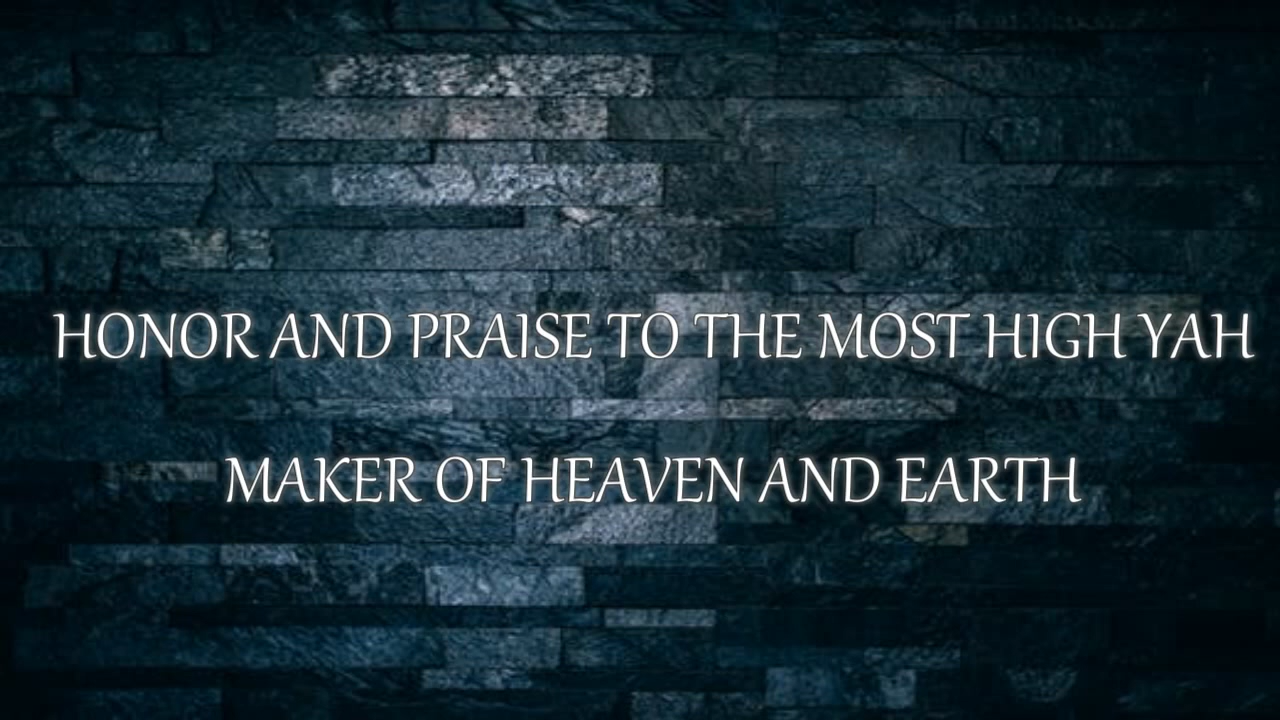 HONOR AND PRAISE TO THE MOST HIGH YAH
MAKER OF HEAVEN AND EARTH